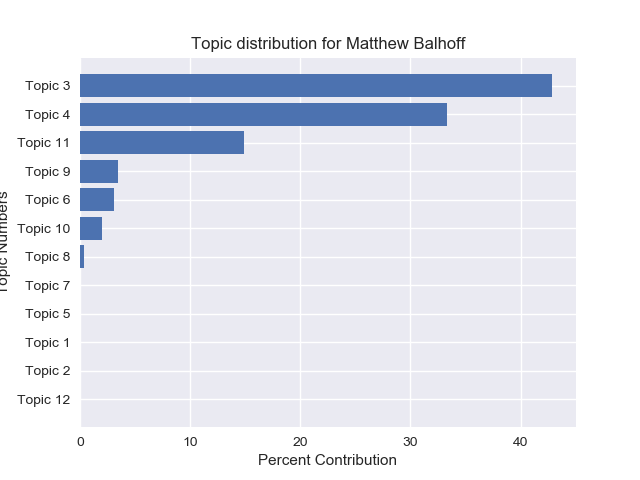 Topic distribution for Matthew Balhoff
Topic 3
Topic 4
Topic 11
Topic 9
Topic 6
Topic 10
Topic 8
Topic 7
Topic 5
Topic 1
Topic 2
Topic 12
Topic Numbers
0 10 20 30 40
Percent Contribution